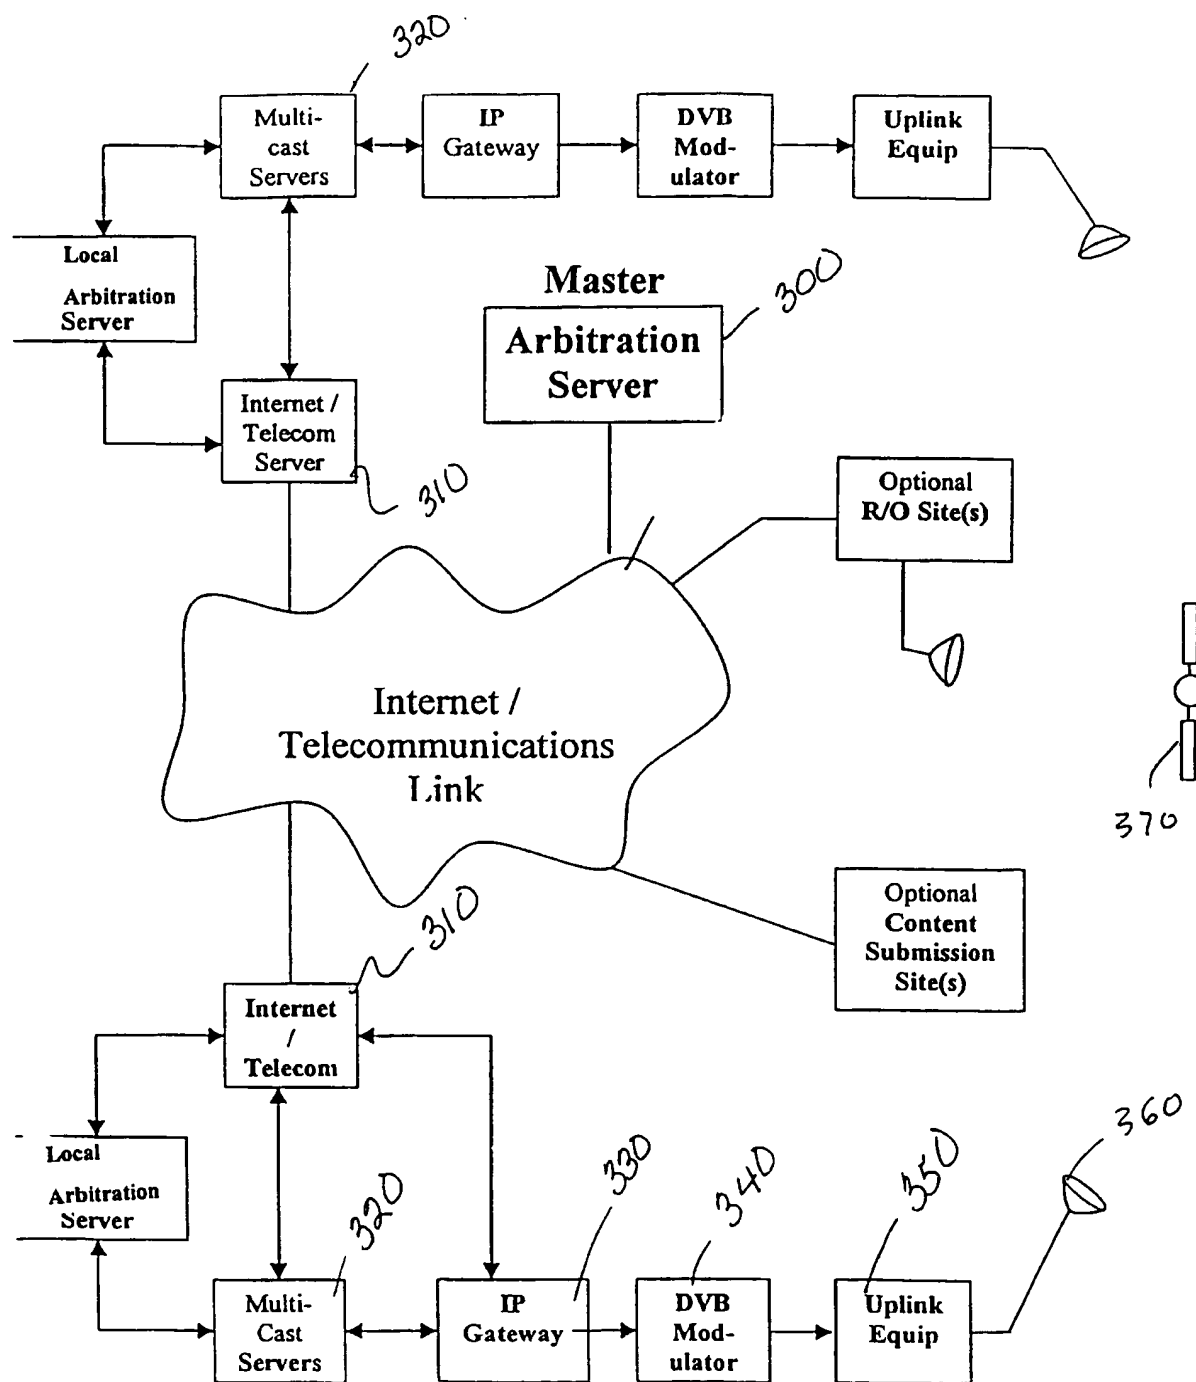 320
Multi-
cast
Servers
IP
Gateway
DVB
Mod-
ulator
Uplink
Equip
Local
Arbitration
Server
Master
Arbitration
Server
300
Internet /
Telecom
Server
310
Optional
R/O Site(s)
Internet /
Telecommunications
Link
370
310
Optional
Content
Submission
Site(s)
Internet
/
Telecom
360
Local
Arbitration
Server
320
330
340
350
Multi-
Cast
Servers
IP
Gateway
DVB
Mod-
ulator
Uplink
Equip